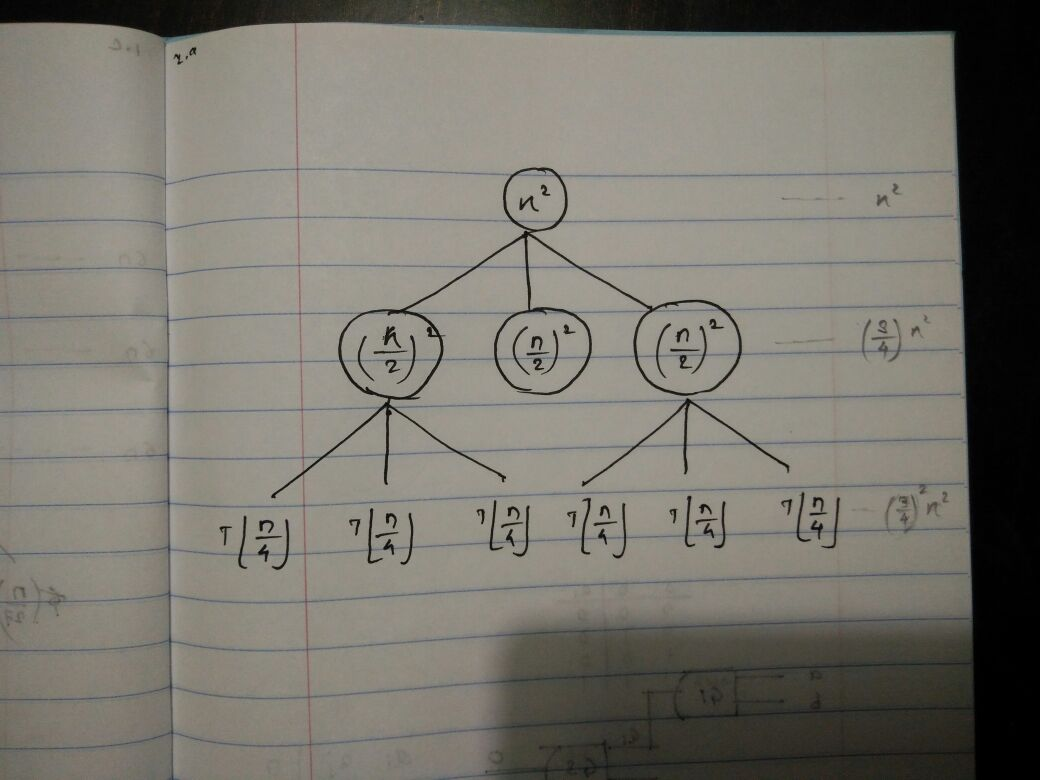 2.a
n²
n²
(n/2)² (n/2)² (n/2)²
(3/4) n²
T⌊n/4⌋ T⌊n/4⌋ T⌊n/4⌋ T⌊n/4⌋ T⌊n/4⌋ T⌊n/4⌋
(3/4)² n²